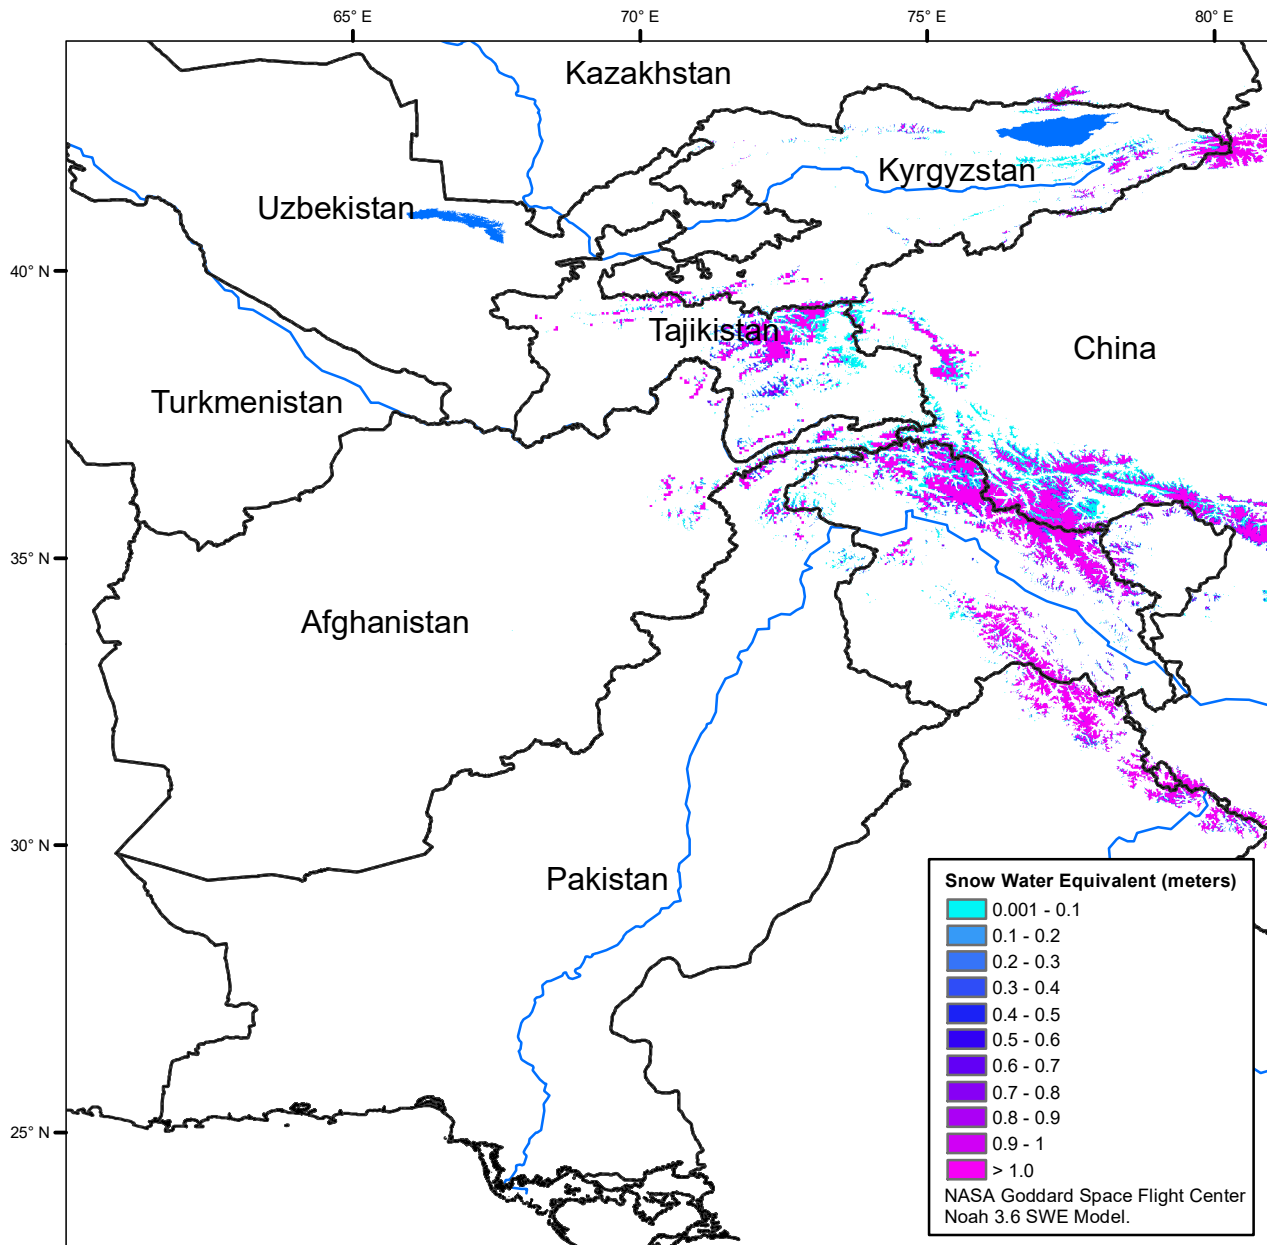 65° E
70° E
75° E
80° E
Kazakhstan
Kyrgyzstan
Uzbekistan
40° N
Tajikistan
China
Turkmenistan
35° N
Afghanistan
30° N
Pakistan
25° N
Snow Water Equivalent (meters)
0.001 - 0.1
0.1 - 0.2
0.2 - 0.3
0.3 - 0.4
0.4 - 0.5
0.5 - 0.6
0.6 - 0.7
0.7 - 0.8
0.8 - 0.9
0.9 - 1
> 1.0
NASA Goddard Space Flight Center
Noah 3.6 SWE Model.